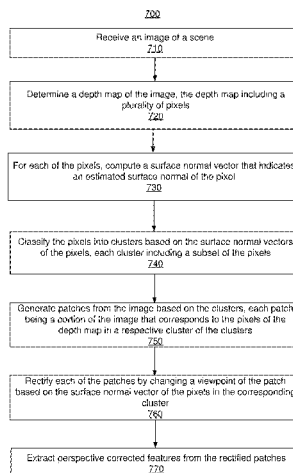 700
Receive an image of a scene
710
Determine a depth map of the image, the depth map including a
plurality of pixels
720
For each of the pixels, compute a surface normal vector that indicates
an estimated surface normal of the pixel
730
Classify the pixels into clusters based on the surface normal vectors
of the pixels, each cluster including a subset of the pixels
740
Generate patches from the image based on the clusters, each patch
being a portion of the image that corresponds to the pixels of the
depth map in a respective cluster of the clusters
750
Rectify each of the patches by changing a viewpoint of the patch
based on the surface normal vector of the pixels in the corresponding
cluster
760
Extract perspective corrected features from the rectified patches
770